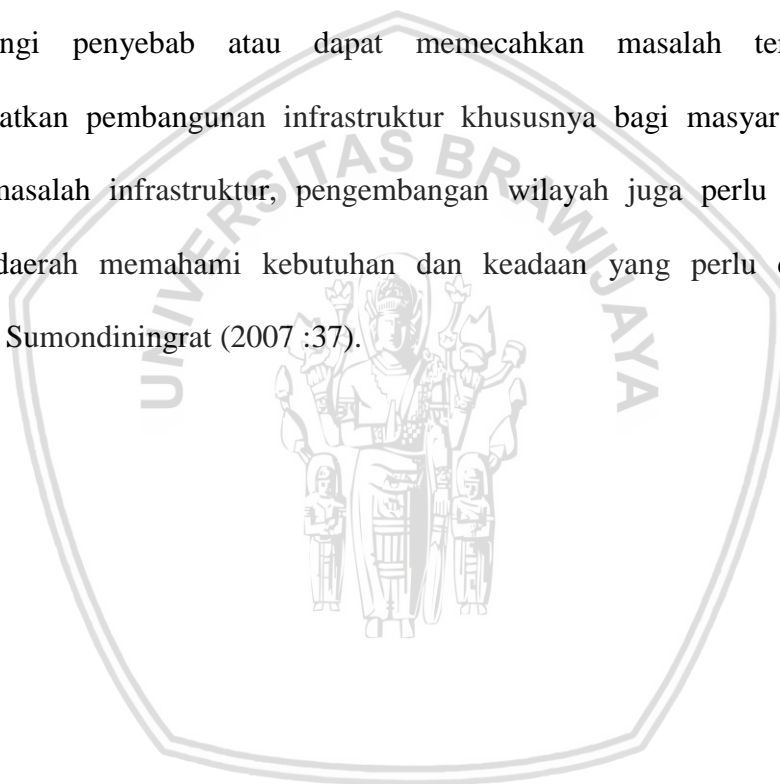 ngi penyebab atau dapat memecahkan masalah te
atkan pembangunan infrastruktur khususnya bagi masyar
masalah infrastruktur, pengembangan wilayah juga perlu
daerah memahami kebutuhan dan keadaan yang perlu
Sumondiningrat (2007 :37).
UNIVERSITAS BRAWIJAYA